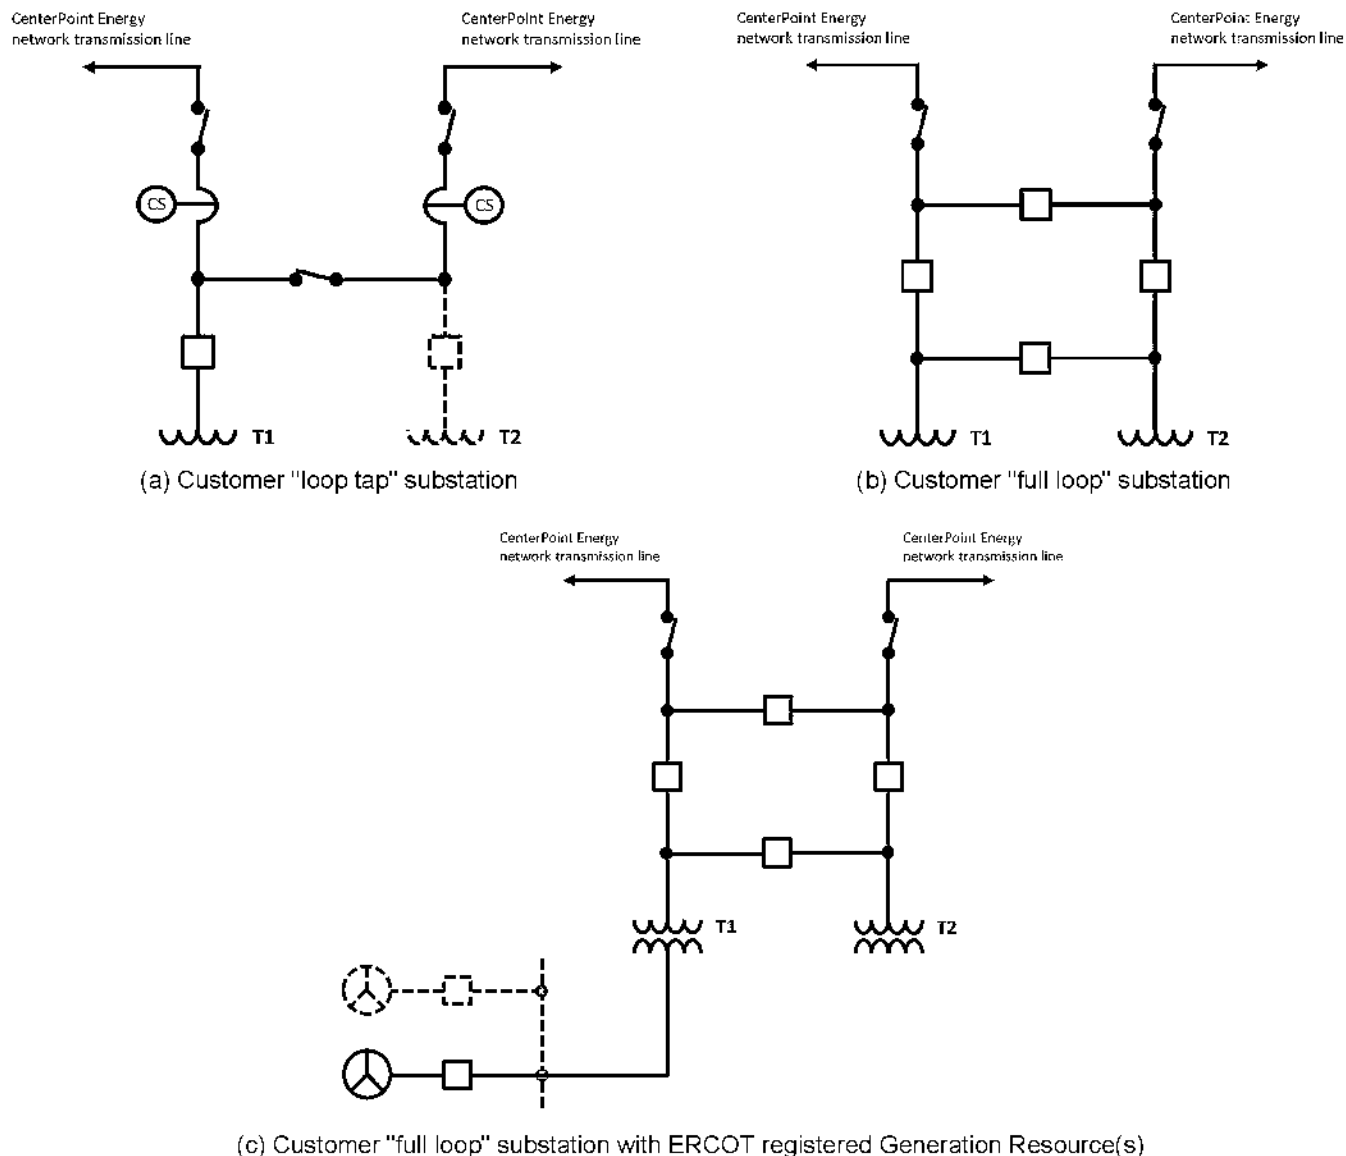 CenterPoint Energy
network transmission line
CenterPoint Energy
network transmission line
CS
CS
T1
T2
(a) Customer "loop tap" substation
CenterPoint Energy
network transmission line
CenterPoint Energy
network transmission line
T1
T2
(b) Customer "full loop" substation
CenterPoint Energy
network transmission line
CenterPoint Energy
network transmission line
T1
T2
(c) Customer "full loop" substation with ERCOT registered Generation Resource(s)